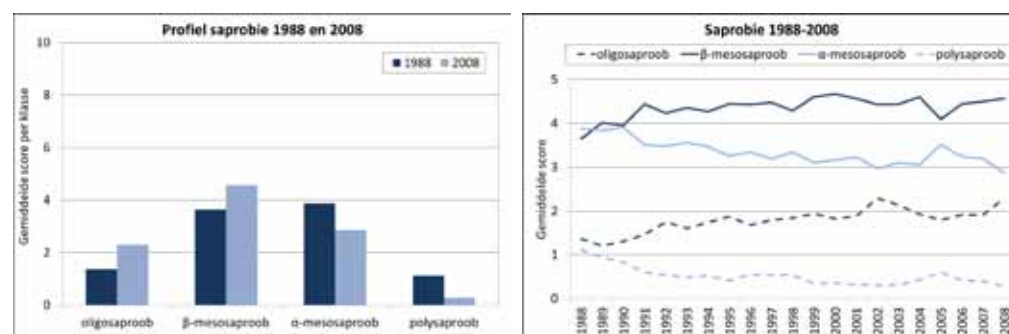 Profiel saprobie 1988 en 2008
Gemiddelde score per klasse
10
8
6
4
2
0
1988 2008
oligosaproob β-mesosaproob α-mesosaproob polysaproob
Saprobie 1988-2008
oligosaproob β-mesosaproob α-mesosaproob polysaproob
Gemiddelde score
5
4
3
2
1
0
1988 1989 1990 1991 1992 1993 1994 1995 1996 1997 1998 1999 2000 2001 2002 2003 2004 2005 2006 2007 2008